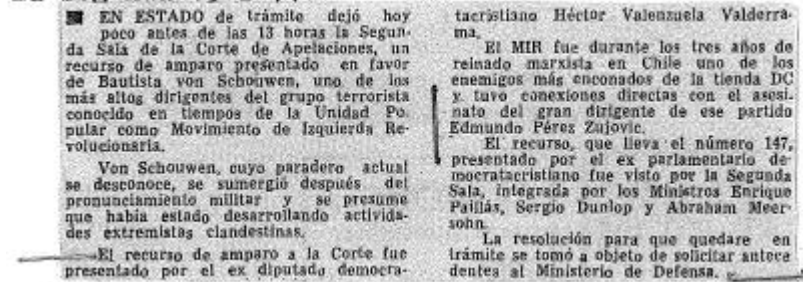 EN ESTADO de trámite dejó hoy
poco antes de las 13 horas la Segun-
da Sala de la Corte de Apelaciones, un
recurso de amparo presentado en favor
de Bautista von Schouwen, uno de los
más altos dirigentes del grupo terrorista
conocido en tiempos de la Unidad Po-
pular como Movimiento de Izquierda Re-
volucionaria.
Von Schouwen, cuyo paradero actual
se desconoce, se sumergió después del
pronunciamiento militar y se presume
que había estado desarrollando activida-
des extremistas clandestinas.
El recurso de amparo a la Corte fue
presentado por el ex diputado democra-
tacristiano Héctor Valenzuela Valderra-
ma.
El MIR fue durante los tres años de
reinado marxista en Chile uno de los
enemigos más enconados de la tienda DC
y tuvo conexiones directas con el asesi-
nato del gran dirigente de ese partido
Edmundo Pérez Zujovic.
El recurso, que lleva el número 147,
presentado por el ex parlamentario de-
mocratacristiano fue visto por la Segunda
Sala, integrada por los Ministros Enrique
Paillás, Sergio Dunlop y Abraham Meer-
sohn.
La resolución para que quedare en
trámite se tomó a objeto de solicitar antece
dentes al Ministerio de Defensa.